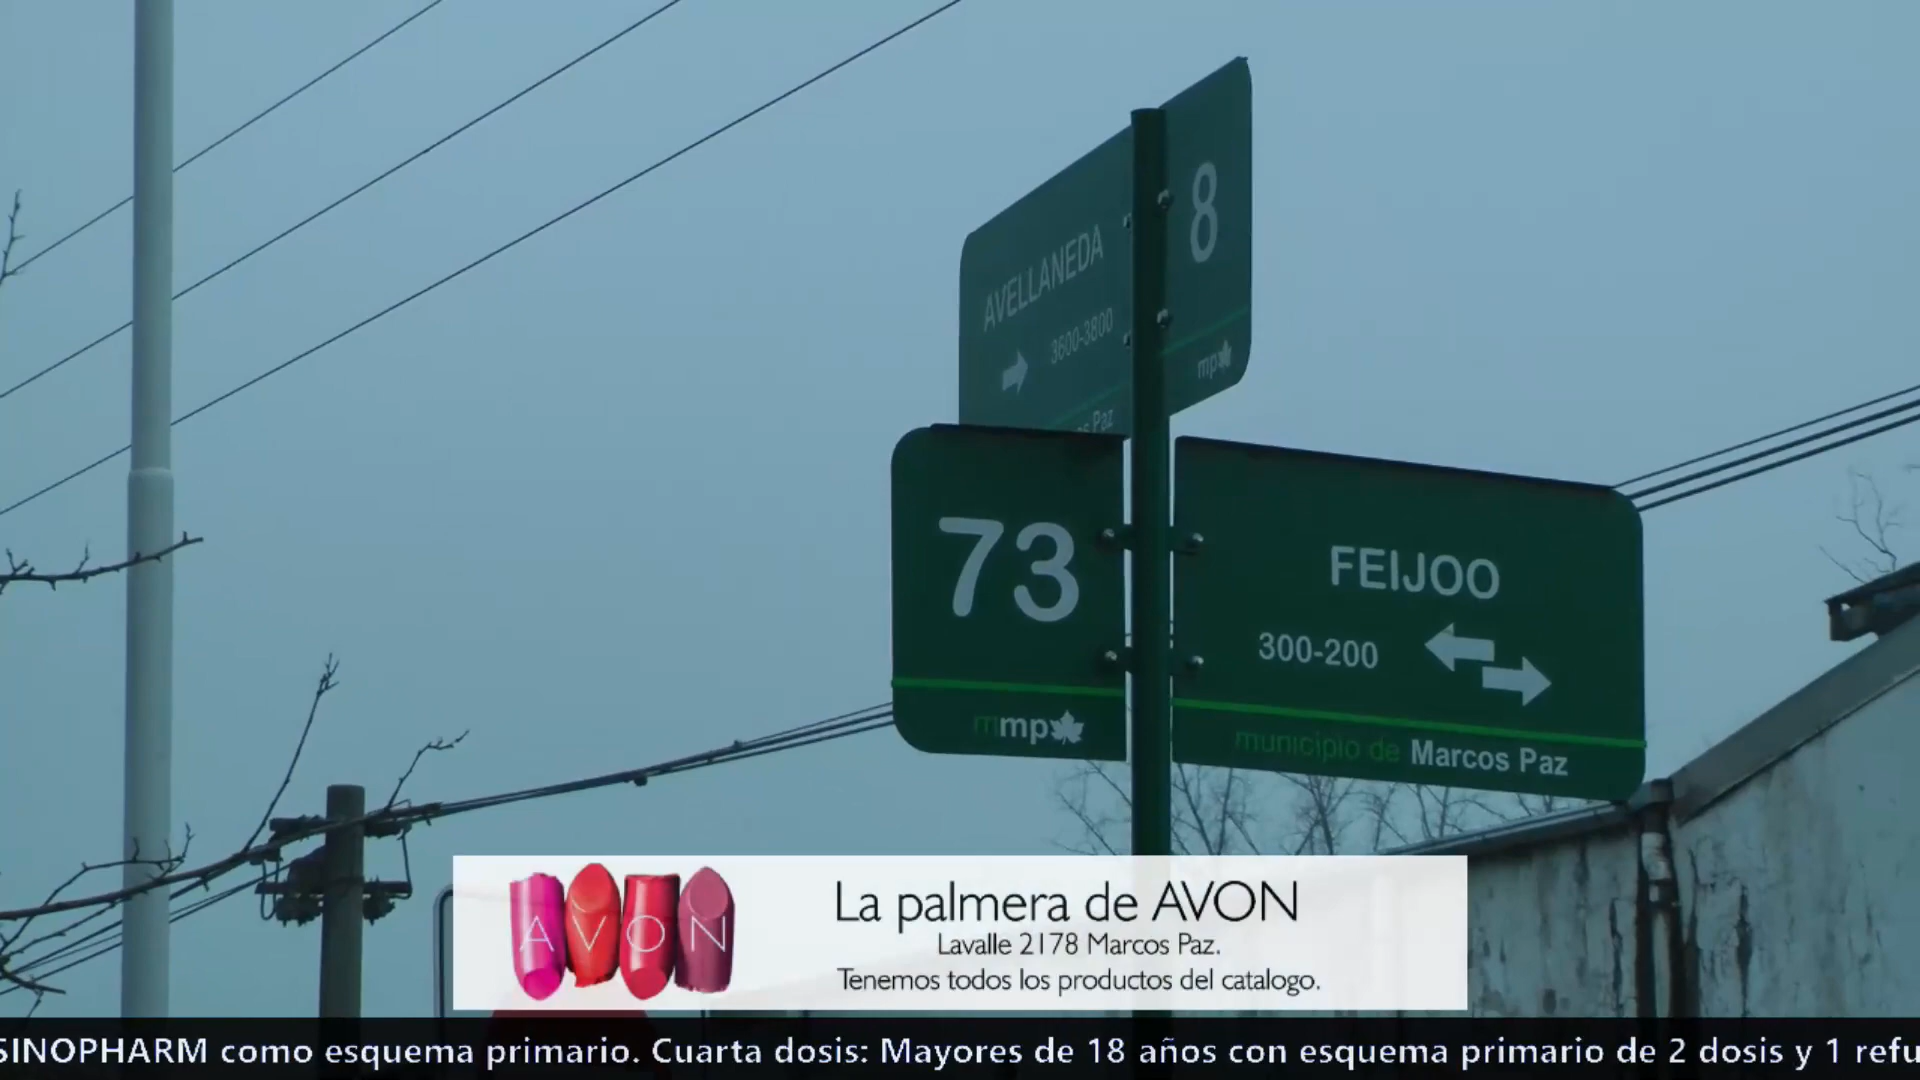 8
AVELLANEDA
3600-3800
mp
Paz
73
FEIJOO
300-200
mmp
municipio de Marcos Paz
AVON
La palmera de AVON
Lavalle 2178 Marcos Paz.
Tenemos todos los productos del catalogo.
SINOPHARM como esquema primario. Cuarta dosis: Mayores de 18 años con esquema primario de 2 dosis y 1 refu